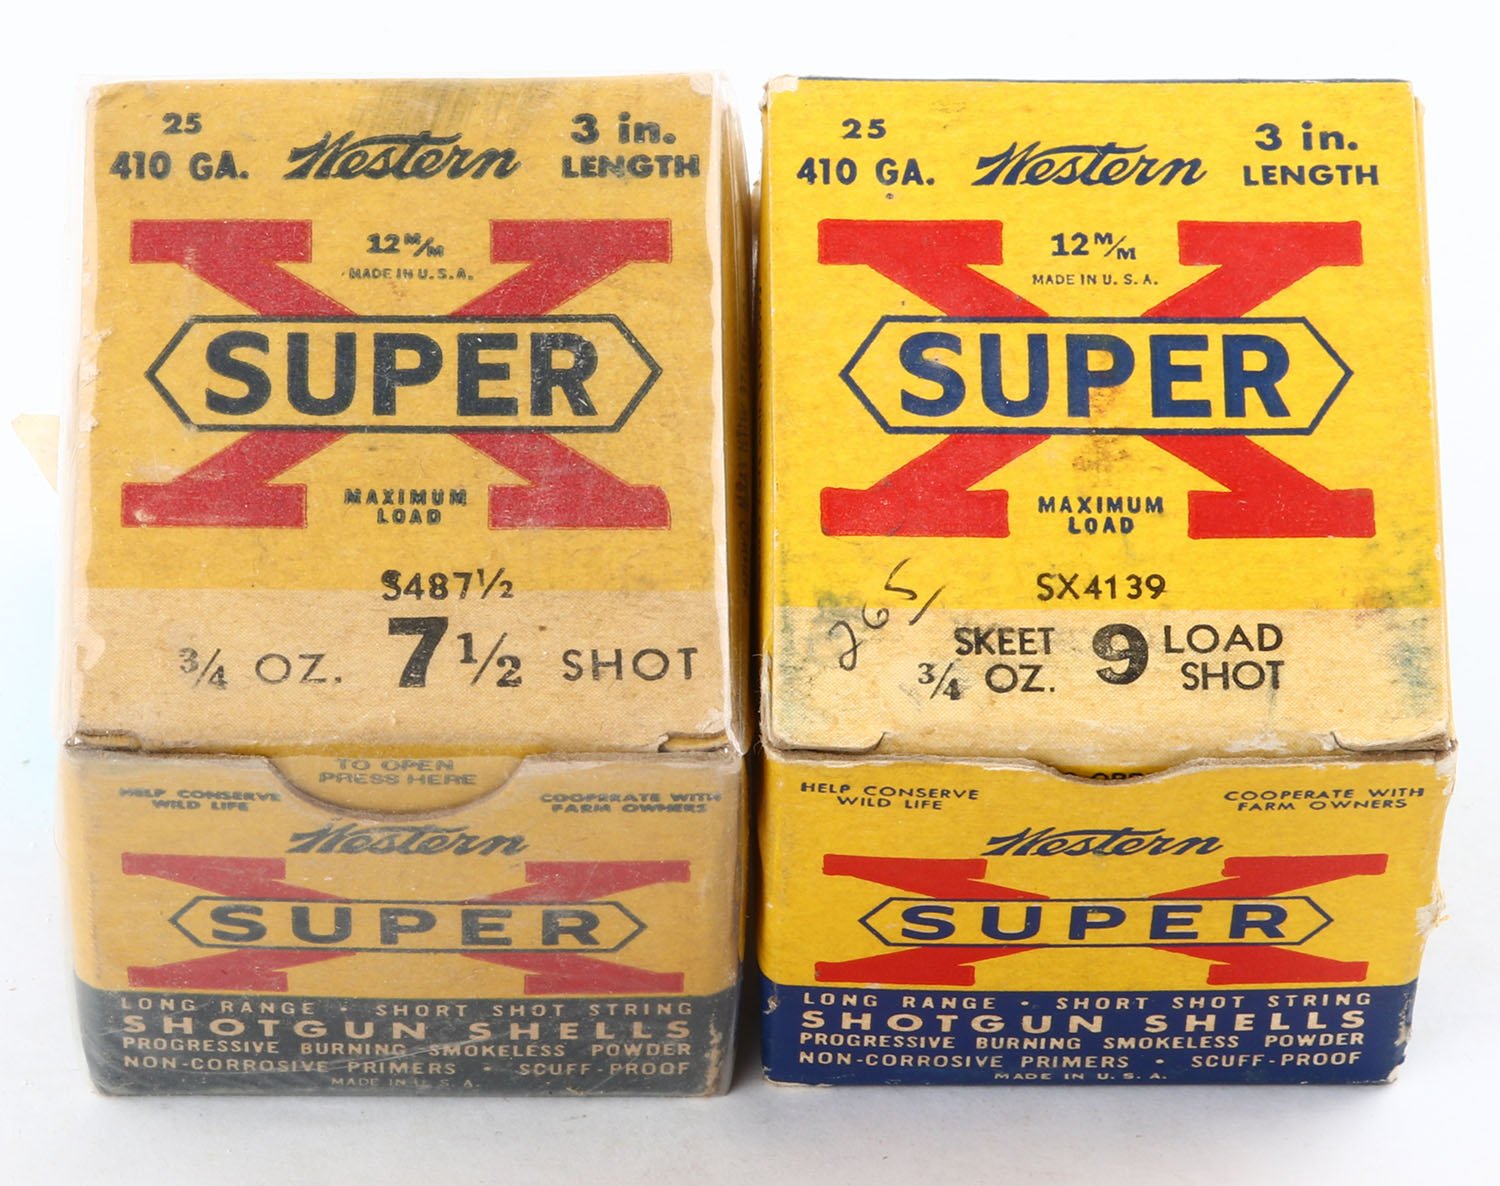 25
410 GA.
Western
3 in.
LENGTH
12 M/M
MADE IN U.S.A.
SUPER X
MAXIMUM
LOAD
S487½
¾ OZ. 7½ SHOT
TO OPEN
PRESS HERE
HELP CONSERVE
WILD LIFE
COOPERATE WITH
FARM OWNERS
Western
SUPER X
LONG RANGE • SHORT SHOT STRING
SHOTGUN SHELLS
PROGRESSIVE BURNING SMOKELESS POWDER
NON-CORROSIVE PRIMERS • SCUFF-PROOF
MADE IN U.S.A.
25
410 GA.
Western
3 in.
LENGTH
12 M/M
MADE IN U.S.A.
SUPER X
MAXIMUM
LOAD
SX4139
265
SKEET 9 LOAD
¾ OZ. SHOT
HELP CONSERVE
WILD LIFE
COOPERATE WITH
FARM OWNERS
Western
SUPER X
LONG RANGE • SHORT SHOT STRING
SHOTGUN SHELLS
PROGRESSIVE BURNING SMOKELESS POWDER
NON-CORROSIVE PRIMERS • SCUFF-PROOF
MADE IN U.S.A.